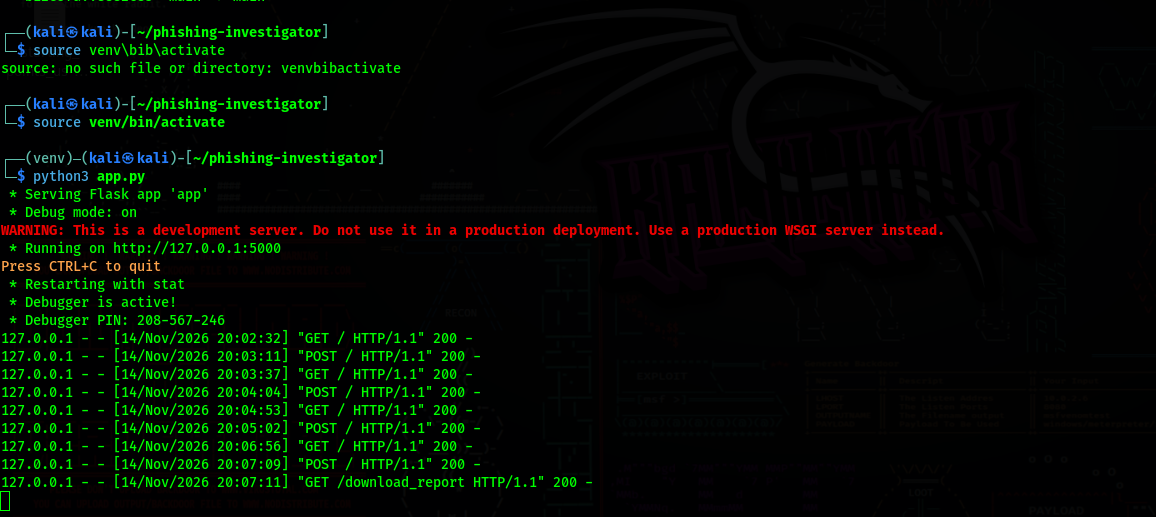 ┌──(kali㉿kali)-[~/phishing-investigator]
└─$ source venv\bib\activate
source: no such file or directory: venvbibactivate
┌──(kali㉿kali)-[~/phishing-investigator]
└─$ source venv/bin/activate
┌──(venv)─(kali㉿kali)-[~/phishing-investigator]
└─$ python3 app.py
 * Serving Flask app 'app'
 * Debug mode: on
WARNING: This is a development server. Do not use it in a production deployment. Use a production WSGI server instead.
 * Running on http://127.0.0.1:5000
Press CTRL+C to quit
 * Restarting with stat
 * Debugger is active!
 * Debugger PIN: 208-567-246
127.0.0.1 - - [14/Nov/2026 20:02:32] "GET / HTTP/1.1" 200 -
127.0.0.1 - - [14/Nov/2026 20:03:11] "POST / HTTP/1.1" 200 -
127.0.0.1 - - [14/Nov/2026 20:03:37] "GET / HTTP/1.1" 200 -
127.0.0.1 - - [14/Nov/2026 20:04:04] "POST / HTTP/1.1" 200 -
127.0.0.1 - - [14/Nov/2026 20:04:53] "GET / HTTP/1.1" 200 -
127.0.0.1 - - [14/Nov/2026 20:05:02] "POST / HTTP/1.1" 200 -
127.0.0.1 - - [14/Nov/2026 20:06:56] "GET / HTTP/1.1" 200 -
127.0.0.1 - - [14/Nov/2026 20:07:09] "POST / HTTP/1.1" 200 -
127.0.0.1 - - [14/Nov/2026 20:07:11] "GET /download_report HTTP/1.1" 200 -
KALI LINUX
EXPLOIT
LOOT
PAYLOAD